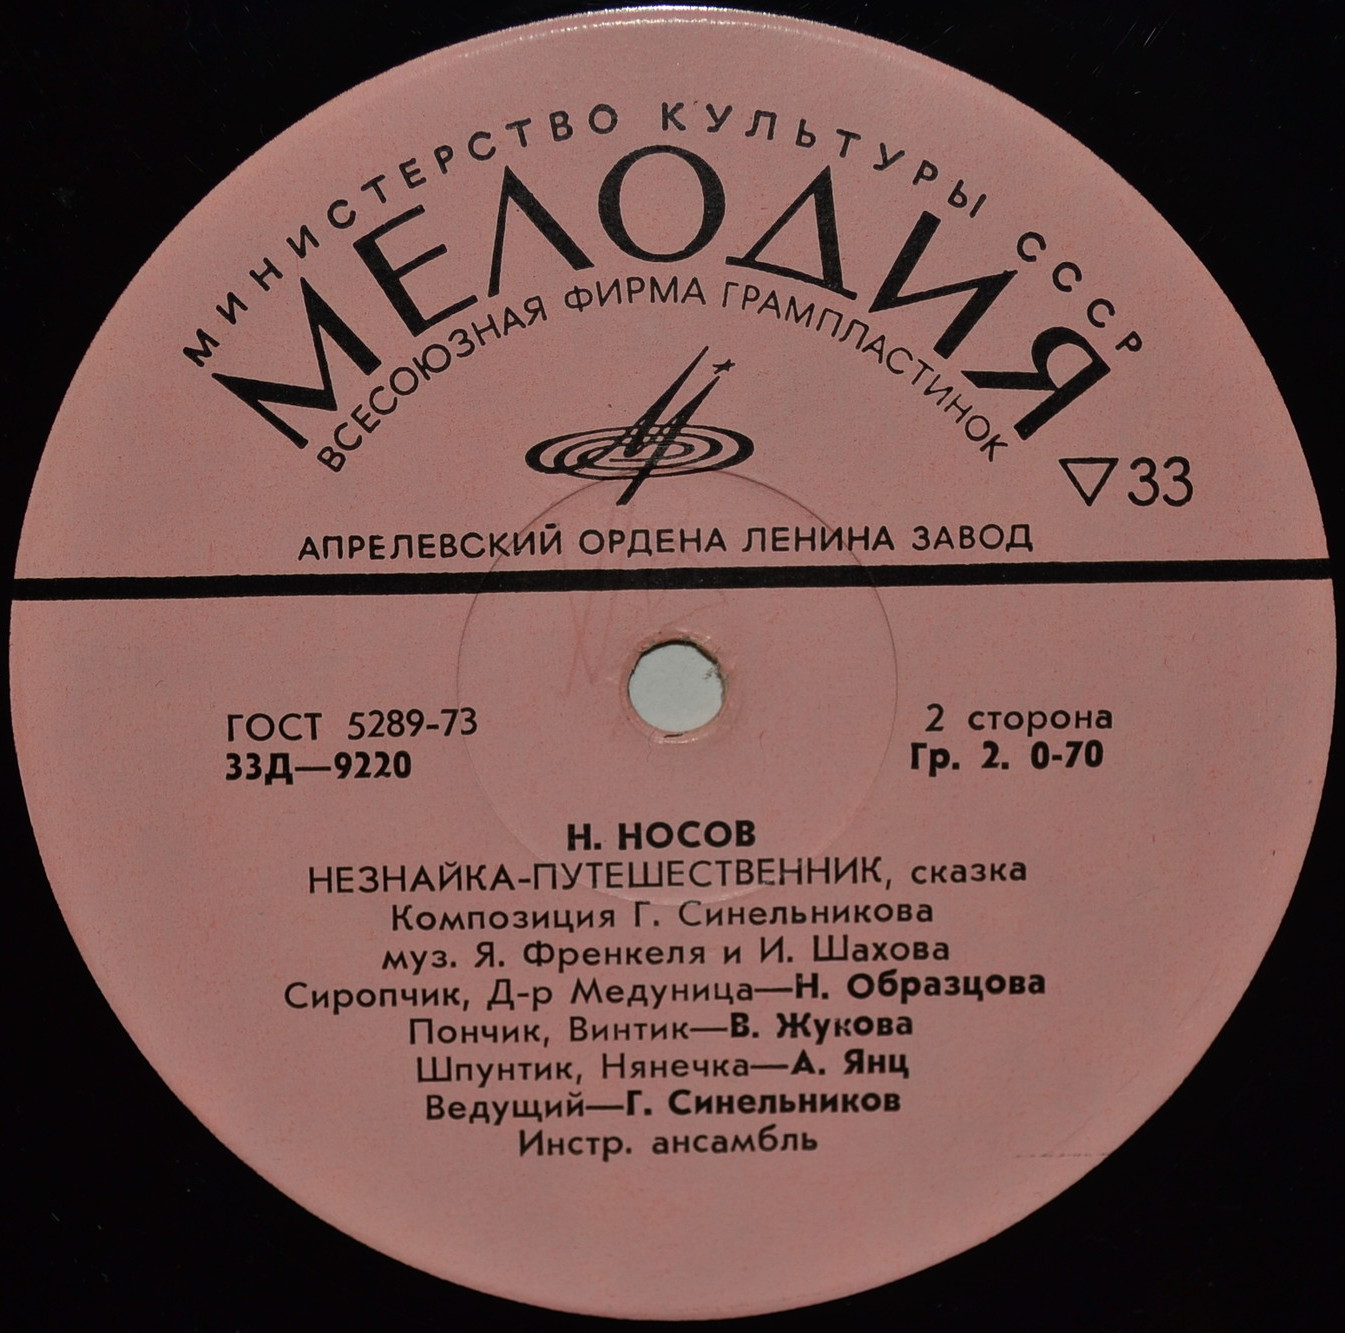 МИНИСТЕРСТВО КУЛЬТУРЫ СССР
МЕЛОДИЯ
ВСЕСОЮЗНАЯ ФИРМА ГРАМПЛАСТИНОК
▽33
АПРЕЛЕВСКИЙ ОРДЕНА ЛЕНИНА ЗАВОД
ГОСТ 5289-73
33Д—9220
2 сторона
Гр. 2. 0-70
Н. НОСОВ
НЕЗНАЙКА-ПУТЕШЕСТВЕННИК, сказка
Композиция Г. Синельникова
муз. Я. Френкеля и И. Шахова
Сиропчик, Д-р Медуница—Н. Образцова
Пончик, Винтик—В. Жукова
Шпунтик, Нянечка—А. Янц
Ведущий—Г. Синельников
Инстр. ансамбль